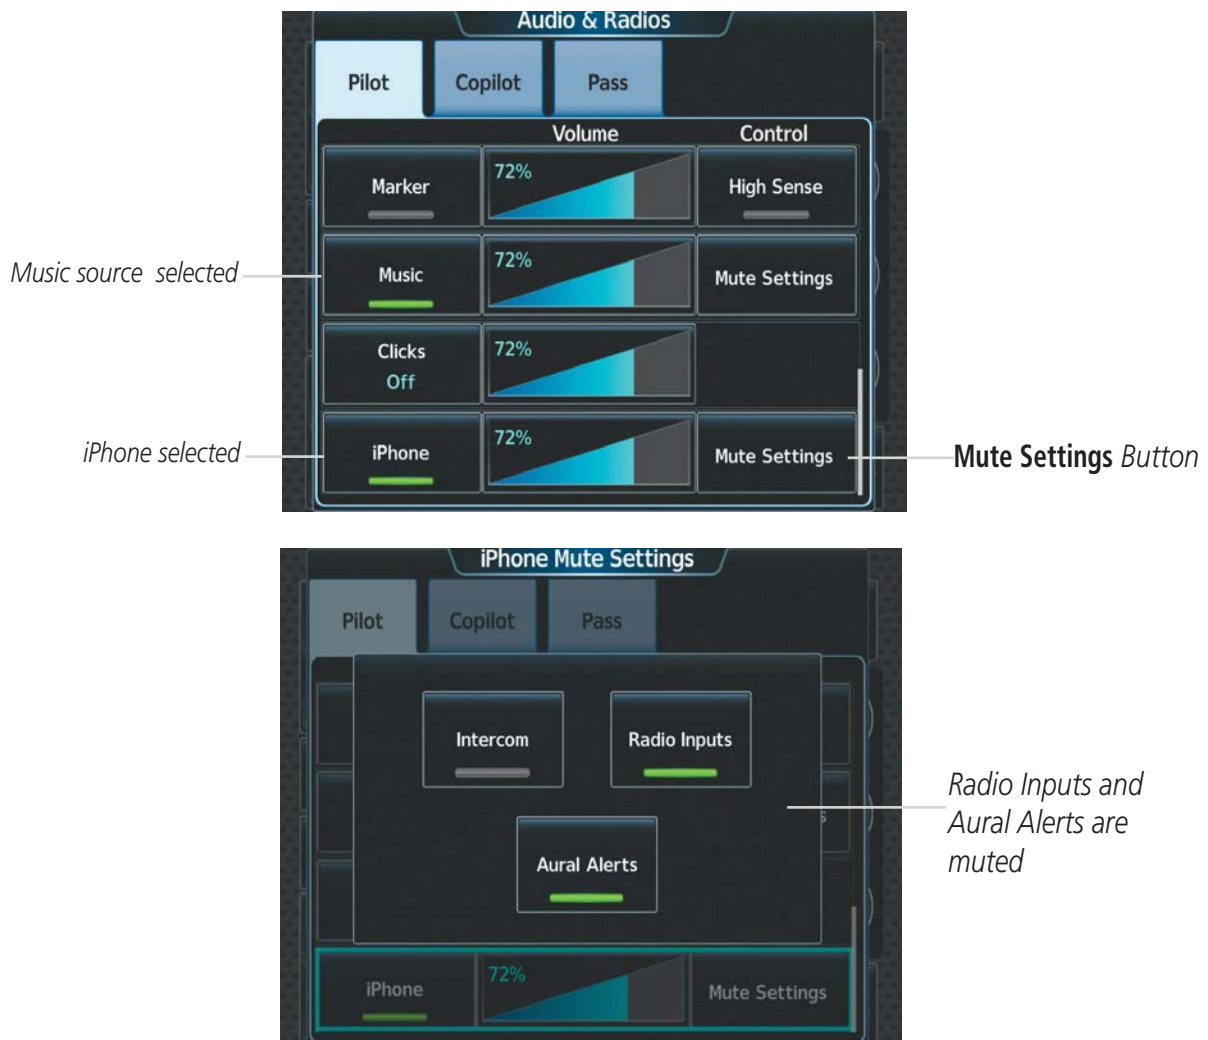 Audio & Radios
Pilot Copilot Pass
Volume Control
Marker 72% High Sense
Music source selected Music 72% Mute Settings
Clicks 72%
Off
iPhone selected iPhone 72% Mute Settings Mute Settings Button
iPhone Mute Settings
Pilot Copilot Pass
Intercom Radio Inputs
Radio Inputs and
Aural Alerts are
muted
s
Aural Alerts
iPhone 72% Mute Settings